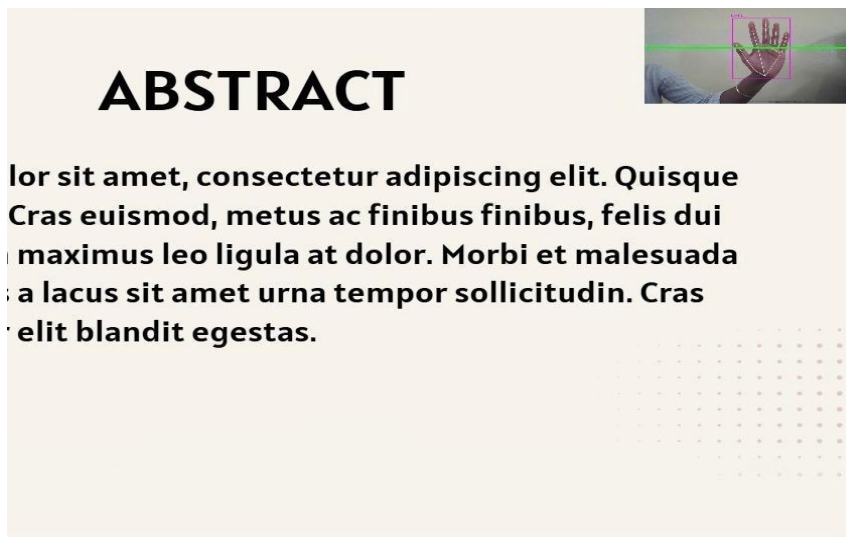 ABSTRACT
lor sit amet, consectetur adipiscing elit. Quisque
Cras euismod, metus ac finibus finibus, felis dui
maximus leo ligula at dolor. Morbi et malesuada
a lacus sit amet urna tempor sollicitudin. Cras
elit blandit egestas.